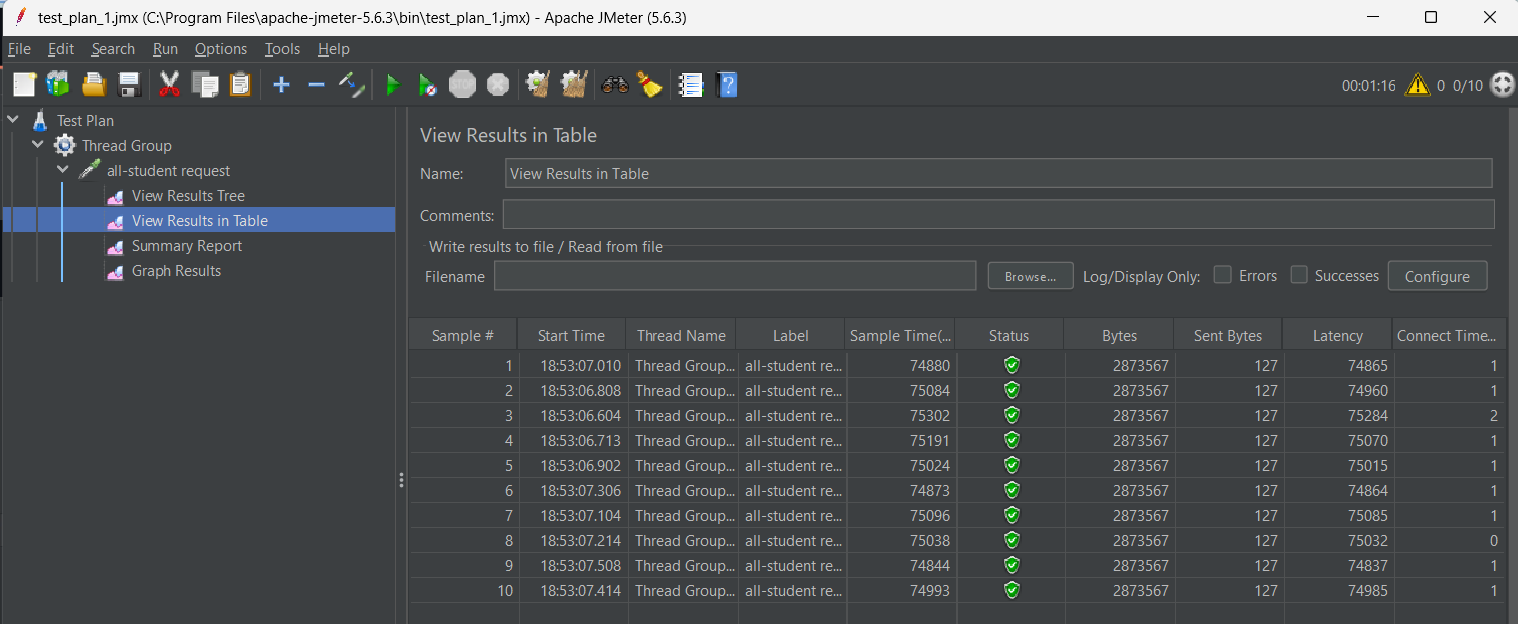 test_plan_1.jmx (C:\Program Files\apache-jmeter-5.6.3\bin\test_plan_1.jmx) - Apache JMeter (5.6.3)
File Edit Search Run Options Tools Help
STOP 00:01:16 0 0/10
Test Plan
Thread Group
all-student request
View Results Tree
View Results in Table
Summary Report
Graph Results
View Results in Table
Name: View Results in Table
Comments:
Write results to file / Read from file
Filename Browse... Log/Display Only: Errors Successes Configure
Sample # Start Time Thread Name Label Sample Time(... Status Bytes Sent Bytes Latency Connect Time...
1 18:53:07.010 Thread Group... all-student re... 74880 2873567 127 74865 1
2 18:53:06.808 Thread Group... all-student re... 75084 2873567 127 74960 1
3 18:53:06.604 Thread Group... all-student re... 75302 2873567 127 75284 2
4 18:53:06.713 Thread Group... all-student re... 75191 2873567 127 75070 1
5 18:53:06.902 Thread Group... all-student re... 75024 2873567 127 75015 1
6 18:53:07.306 Thread Group... all-student re... 74873 2873567 127 74864 1
7 18:53:07.104 Thread Group... all-student re... 75096 2873567 127 75085 1
8 18:53:07.214 Thread Group... all-student re... 75038 2873567 127 75032 0
9 18:53:07.508 Thread Group... all-student re... 74844 2873567 127 74837 1
10 18:53:07.414 Thread Group... all-student re... 74993 2873567 127 74985 1